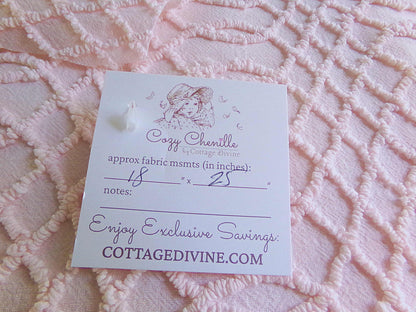 Cozy Chenille
by Cottage Divine
approx fabric msmts (in inches):
18 " x 25 "
notes:
Enjoy Exclusive Savings:
COTTAGEDIVINE.COM